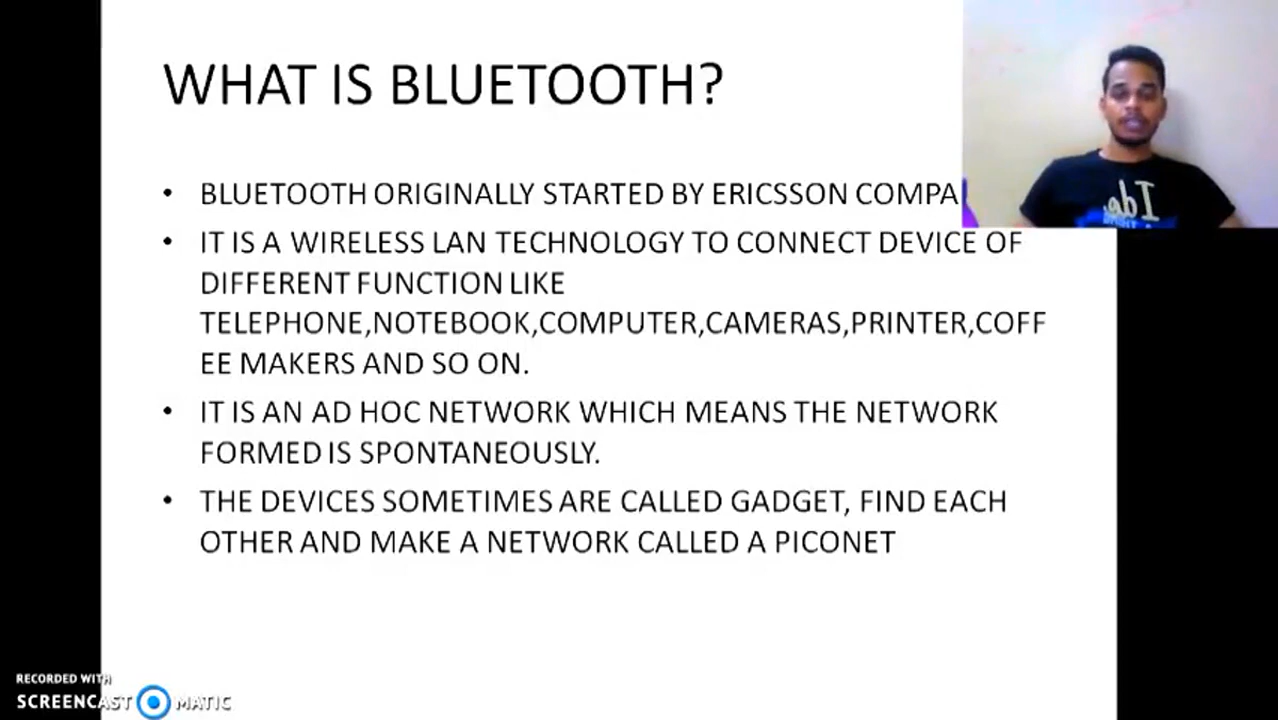 WHAT IS BLUETOOTH?
• BLUETOOTH ORIGINALLY STARTED BY ERICSSON COMPA
• IT IS A WIRELESS LAN TECHNOLOGY TO CONNECT DEVICE OF
DIFFERENT FUNCTION LIKE
TELEPHONE,NOTEBOOK,COMPUTER,CAMERAS,PRINTER,COFF
EE MAKERS AND SO ON.
• IT IS AN AD HOC NETWORK WHICH MEANS THE NETWORK
FORMED IS SPONTANEOUSLY.
• THE DEVICES SOMETIMES ARE CALLED GADGET, FIND EACH
OTHER AND MAKE A NETWORK CALLED A PICONET
RECORDED WITH
SCREENCAST MATIC